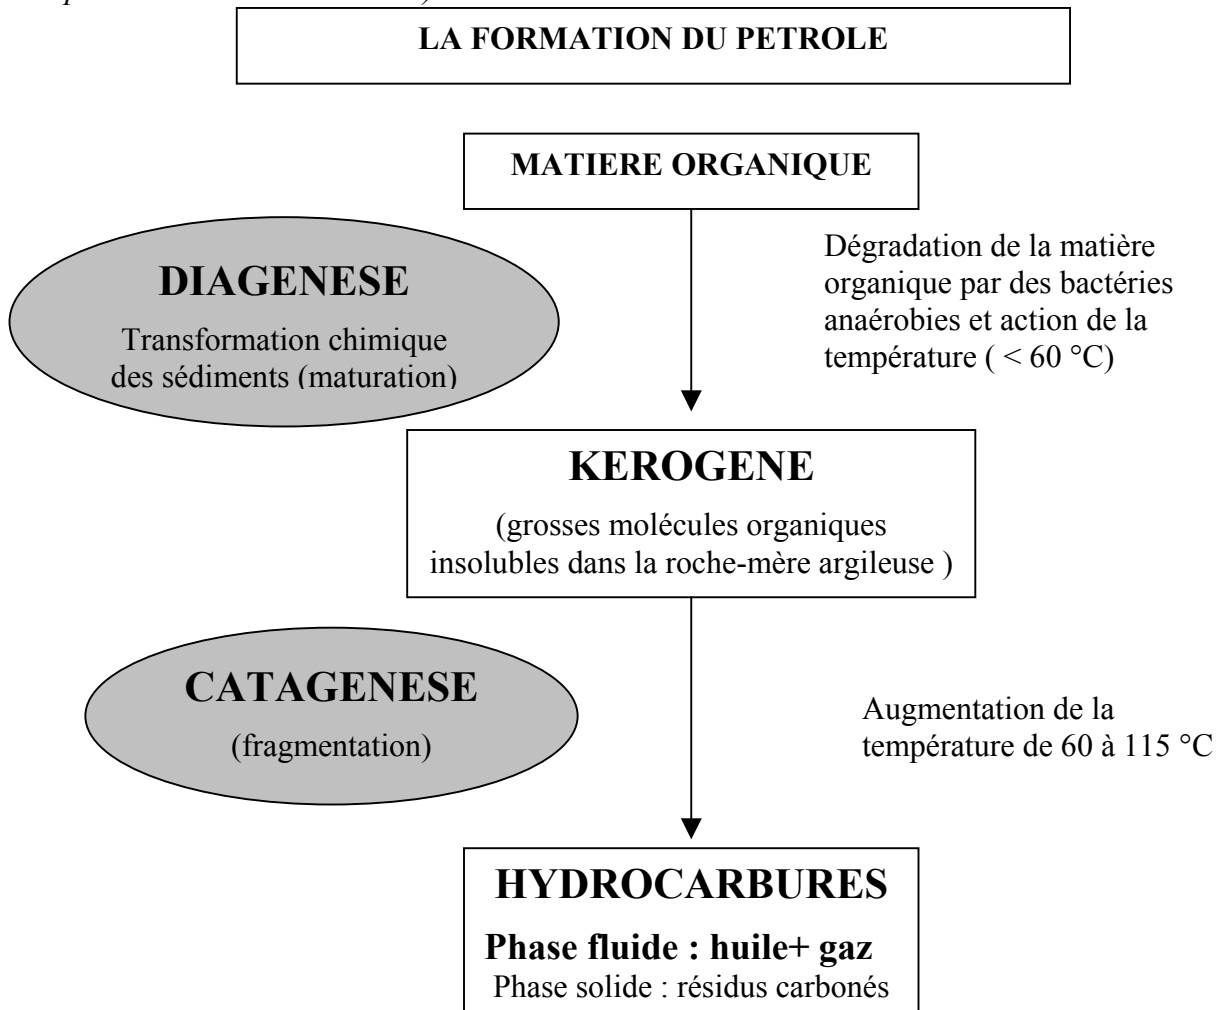 LA FORMATION DU PETROLE
MATIERE ORGANIQUE
DIAGENESE
Transformation chimique
des sédiments (maturation)
Dégradation de la matière
organique par des bactéries
anaérobies et action de la
température ( < 60 °C)
KEROGENE
(grosses molécules organiques
insolubles dans la roche-mère argileuse )
CATAGENESE
(fragmentation)
Augmentation de la
température de 60 à 115 °C
HYDROCARBURES
Phase fluide : huile+ gaz
Phase solide : résidus carbonés